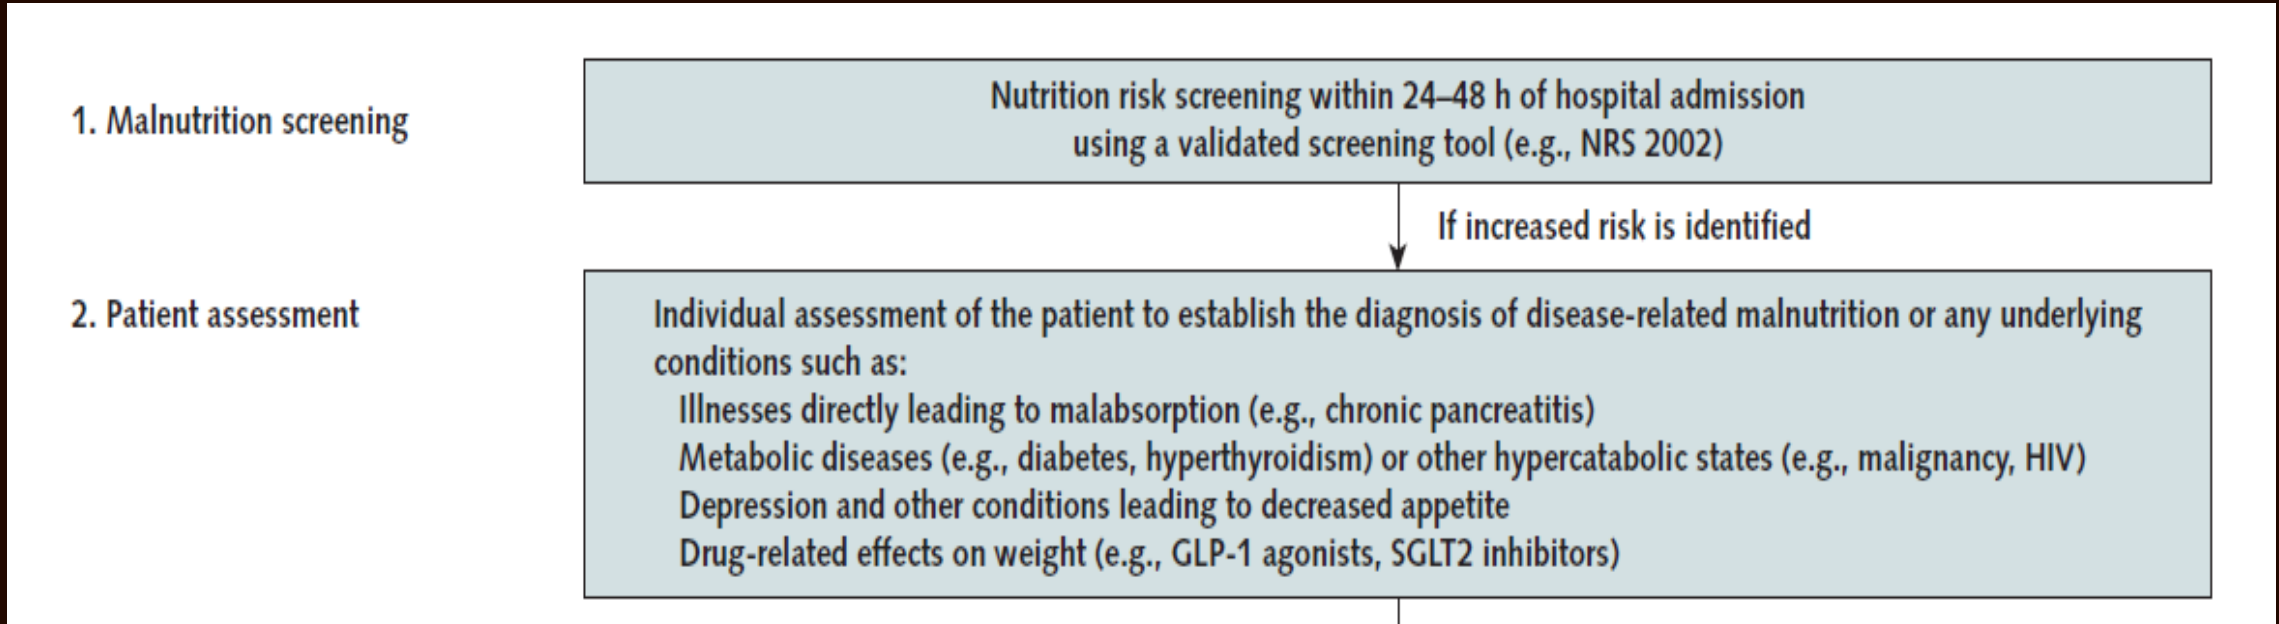 1. Malnutrition screening
Nutrition risk screening within 24–48 h of hospital admission
using a validated screening tool (e.g., NRS 2002)
If increased risk is identified
2. Patient assessment
Individual assessment of the patient to establish the diagnosis of disease-related malnutrition or any underlying
conditions such as:
Illnesses directly leading to malabsorption (e.g., chronic pancreatitis)
Metabolic diseases (e.g., diabetes, hyperthyroidism) or other hypercatabolic states (e.g., malignancy, HIV)
Depression and other conditions leading to decreased appetite
Drug-related effects on weight (e.g., GLP-1 agonists, SGLT2 inhibitors)